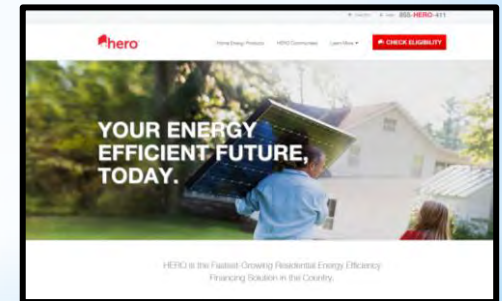 855-HERO-411
hero
Home Energy Products HERO Communities Learn More
CHECK ELIGIBILITY
YOUR ENERGY
EFFICIENT FUTURE,
TODAY.
HERO is the Fastest Growing Residential Energy Efficiency
Financing Solution in the Country.